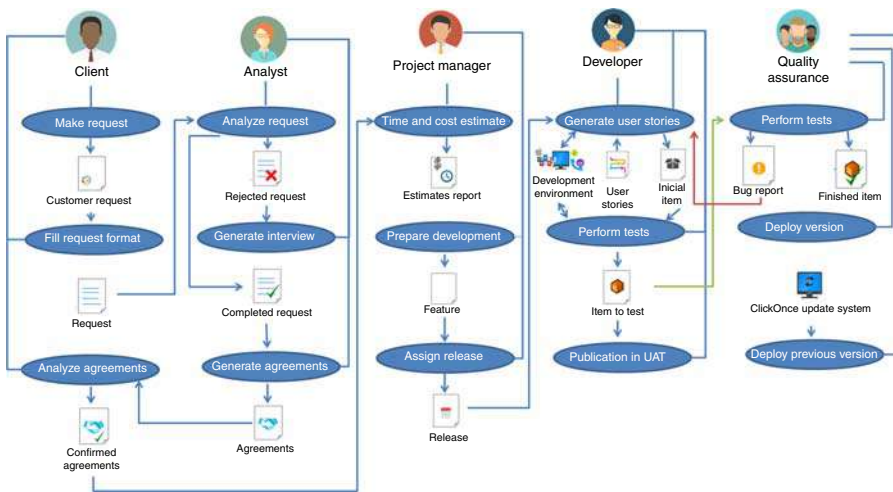 Client
Make request
Customer request
Fill request format
Request
Analyze agreements
Confirmed
agreements
Analyst
Analyze request
Rejected request
Generate interview
Completed request
Generate agreements
Agreements
Project manager
Time and cost estimate
Estimates report
Prepare development
Feature
Assign release
Release
Developer
Generate user stories
Development
environment
User
stories
Inicial
item
Perform tests
Item to test
Publication in UAT
Quality
assurance
Perform tests
Bug report
Finished item
Deploy version
ClickOnce update system
Deploy previous version